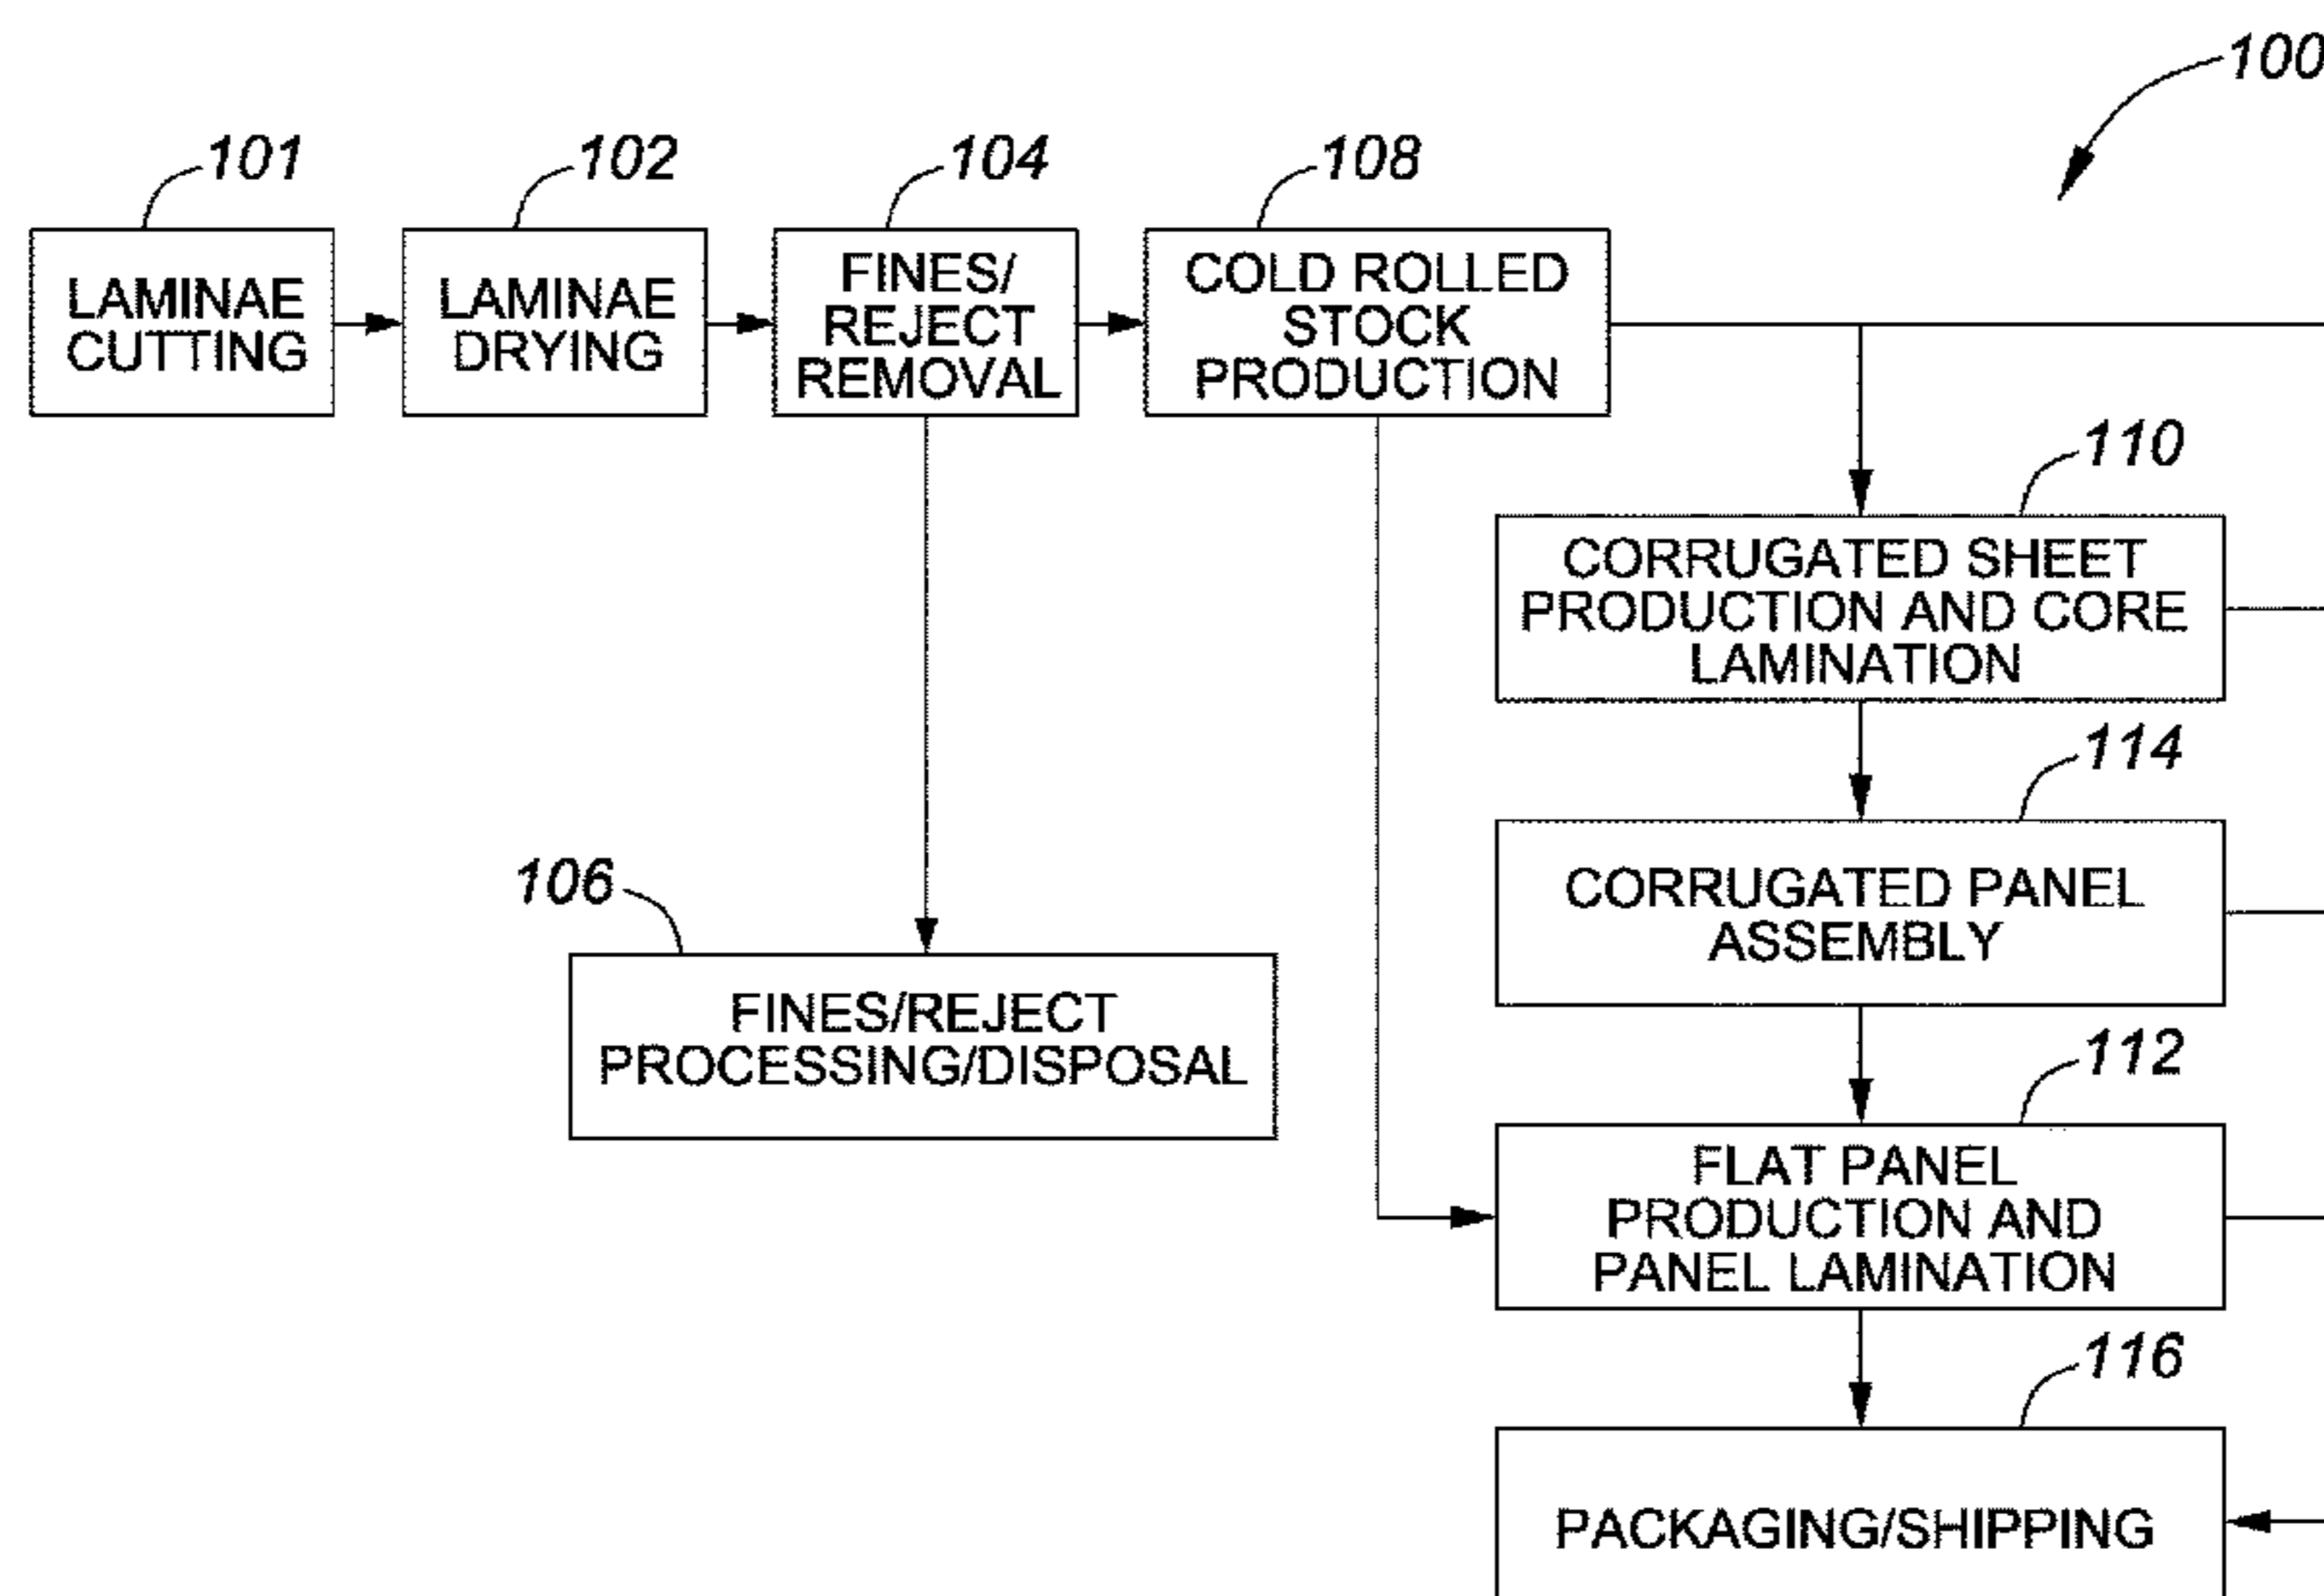 100
101
102
104
108
LAMINAE
CUTTING
LAMINAE
DRYING
FINES/
REJECT
REMOVAL
COLD ROLLED
STOCK
PRODUCTION
110
CORRUGATED SHEET
PRODUCTION AND CORE
LAMINATION
114
CORRUGATED PANEL
ASSEMBLY
106
FINES/REJECT
PROCESSING/DISPOSAL
112
FLAT PANEL
PRODUCTION AND
PANEL LAMINATION
116
PACKAGING/SHIPPING